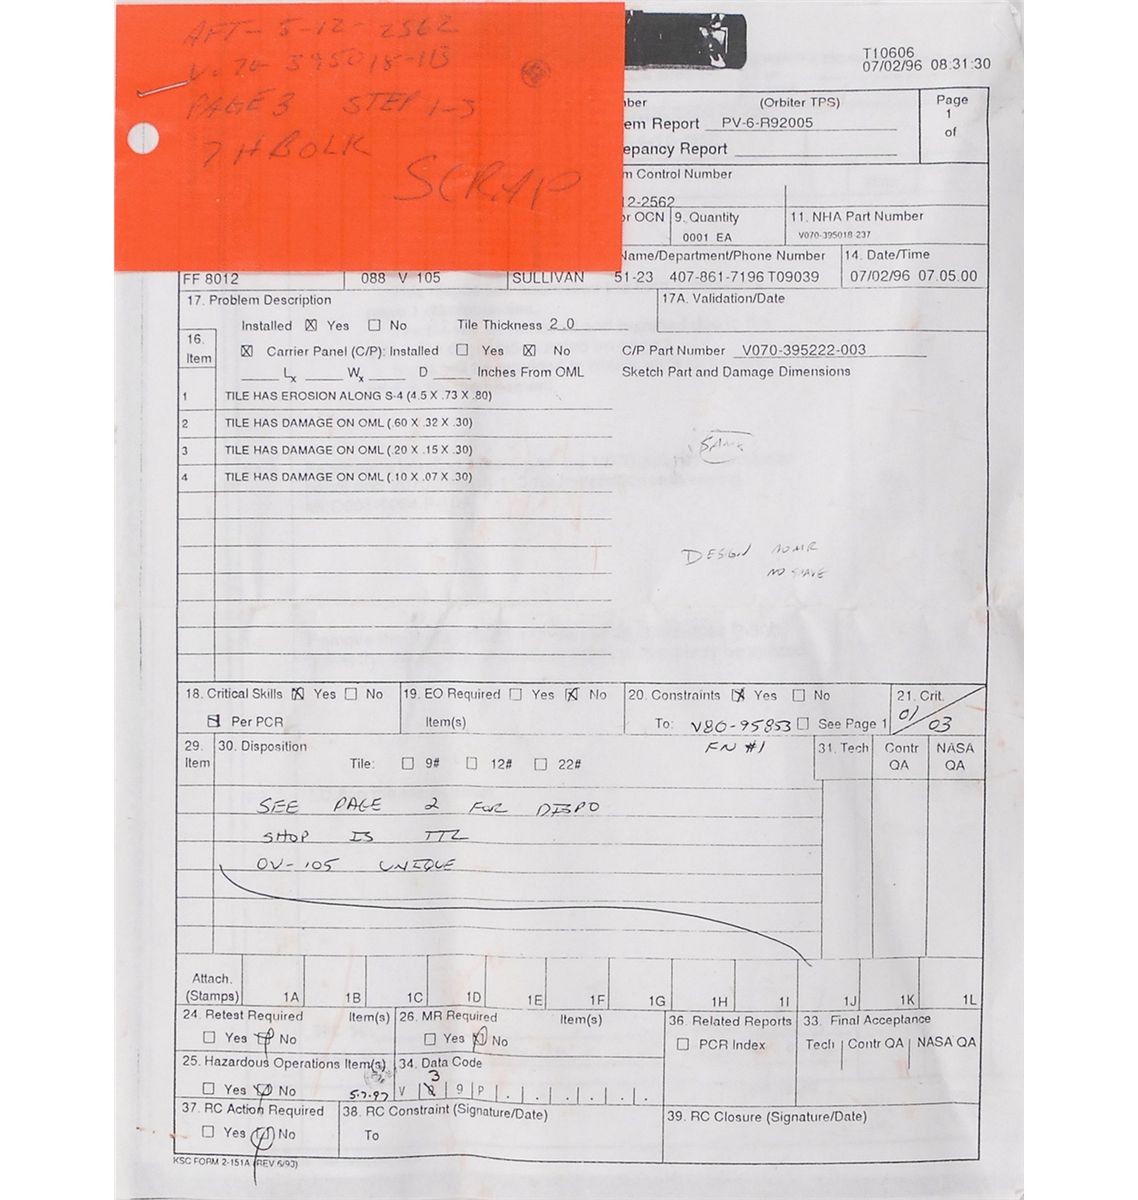 AFT-5-12-2562
V070-395018-113
PAGE 3 STEP 1-3
7H BOLK
SCRAP
T10606
07/02/96 08:31:30
mber (Orbiter TPS) Page
em Report PV-6-R92005 1
epancy Report of
m Control Number
12-2562
or OCN 9. Quantity 11. NHA Part Number
0001 EA V070-395018-237
Name/Department/Phone Number 14. Date/Time
FF 8012 088 V 105 SULLIVAN 51-23 407-861-7196 T09039 07/02/96 07.05.00
17. Problem Description 17A. Validation/Date
Installed Yes No Tile Thickness 2.0
16. Item
Carrier Panel (C/P): Installed Yes No C/P Part Number V070-395222-003
Lx Wx D Inches From OML Sketch Part and Damage Dimensions
1 TILE HAS EROSION ALONG S-4 (4.5 X .73 X .80)
2 TILE HAS DAMAGE ON OML (.60 X .32 X .30)
3 TILE HAS DAMAGE ON OML (.20 X .15 X .30)
4 TILE HAS DAMAGE ON OML (.10 X .07 X .30)
SAME
DESIGN NO MR
18. Critical Skills Yes No 19. EO Required Yes No 20. Constraints Yes No 21. Crit.
Per PCR Item(s) To: V80-95853 See Page 1 01/03
FN #1
29. Item 30. Disposition 31. Tech Contr QA NASA QA
Tile: 9# 12# 22#
SEE PAGE 2 FOR DISPO
SHOP IS TTL
OV-105 UNIQUE
Attach.
(Stamps) 1A 1B 1C 1D 1E 1F 1G 1H 1I 1J 1K 1L
24. Retest Required Item(s) 26. MR Required Item(s) 36. Related Reports 33. Final Acceptance
Yes No Yes No PCR Index Tech Contr QA NASA QA
25. Hazardous Operations Item(s) 34. Data Code
3
Yes No 5-7-97 V 9 P
37. RC Action Required 38. RC Constraint (Signature/Date) 39. RC Closure (Signature/Date)
Yes No To
KSC FORM 2-151A (REV 6/93)